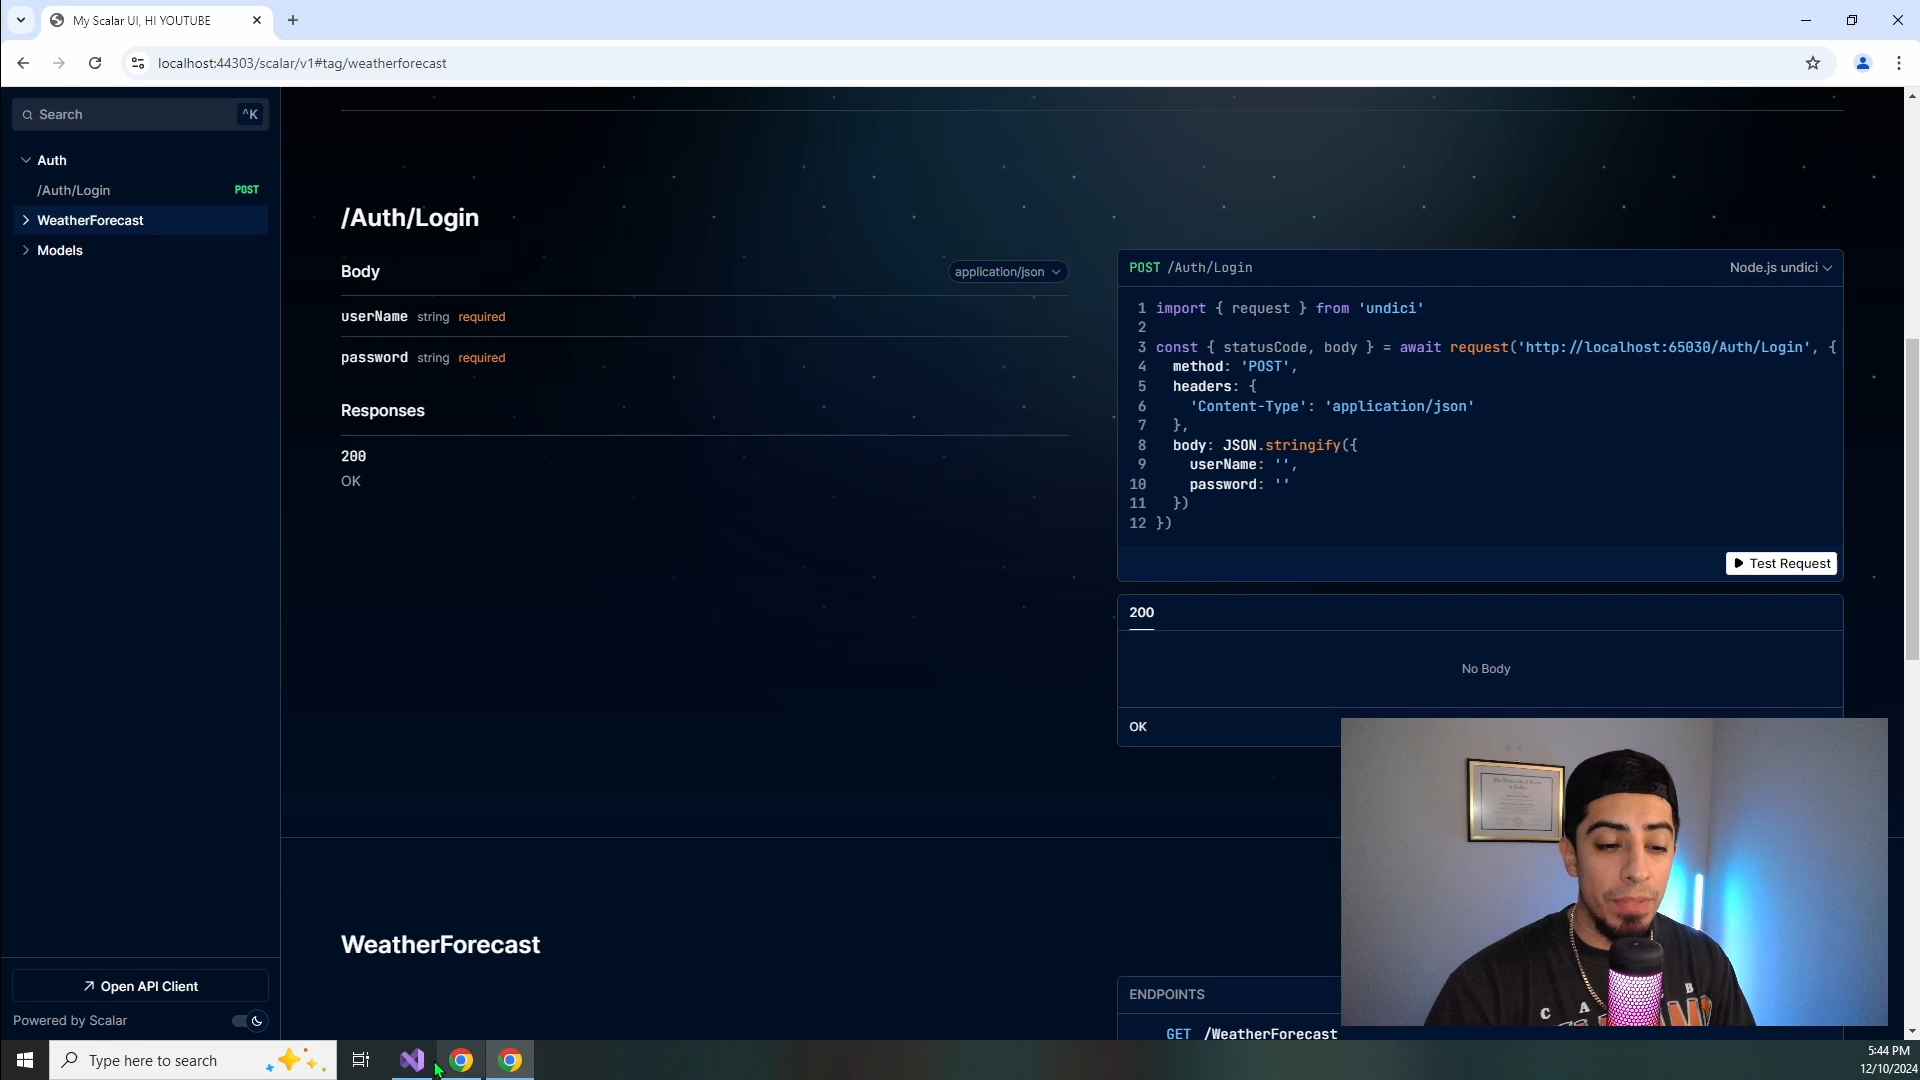 My Scalar UI, HI YOUTUBE
localhost:44303/scalar/v1#tag/weatherforecast
Search
^K
Auth
/Auth/Login
POST
WeatherForecast
Models
/Auth/Login
Body
application/json
userName string required
password string required
Responses
200
OK
POST /Auth/Login
Node.js undici
1 import { request } from 'undici'
2
3 const { statusCode, body } = await request('http://localhost:65030/Auth/Login', {
4 method: 'POST',
5 headers: {
6 'Content-Type': 'application/json'
7 },
8 body: JSON.stringify({
9 userName: '',
10 password: ''
11 })
12 })
Test Request
200
No Body
OK
WeatherForecast
ENDPOINTS
GET /WeatherForecast
Open API Client
Powered by Scalar
Type here to search
5:44 PM
12/10/2024